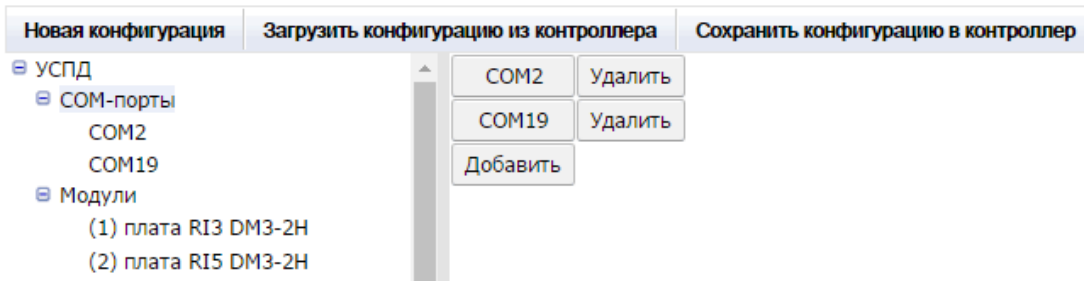 Новая конфигурация Загрузить конфигурацию из контроллера Сохранить конфигурацию в контроллер
УСПД
COM-порты
COM2
COM19
Модули
(1) плата RI3 DM3-2H
(2) плата RI5 DM3-2H
COM2 Удалить
COM19 Удалить
Добавить